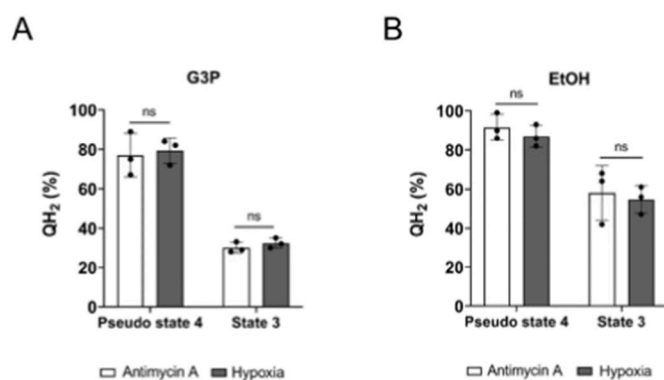 A
B
G3P
EtOH
ns
ns
ns
ns
QH₂ (%)
100
80
60
40
20
0
Pseudo state 4 State 3
Antimycin A Hypoxia
QH₂ (%)
100
80
60
40
20
0
Pseudo state 4 State 3
Antimycin A Hypoxia